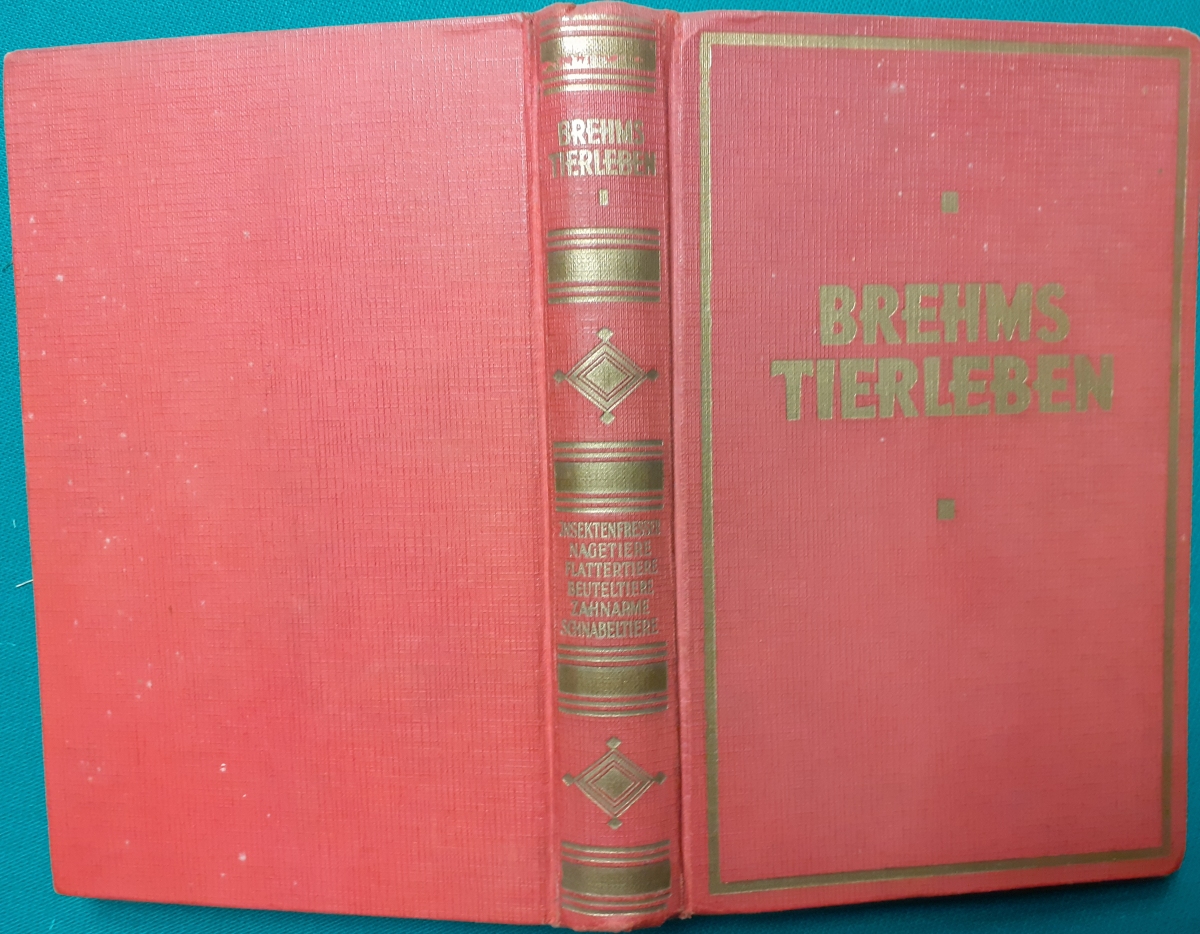 BREHMS
TIERLEBEN
INSEKTENFRESSER
NAGETIERE
FLATTERTIERE
BEUTELTIERE
ZAHNARME
SCHNABELTIERE
BREHMS
TIERLEBEN